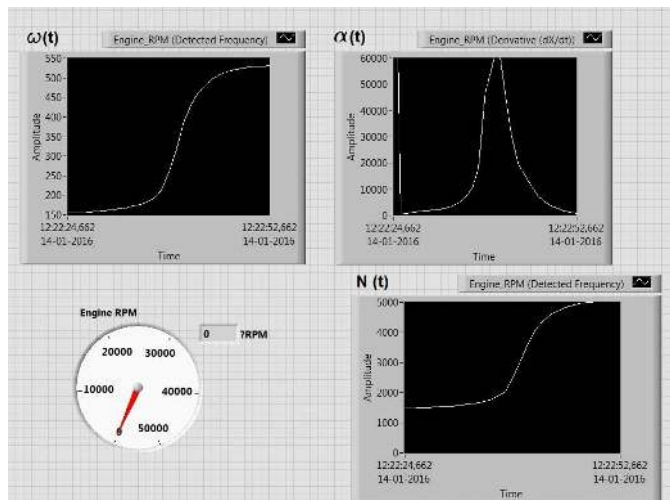 ω(t)
Engine_RPM (Detected Frequency)
550
500
450
400
350
300
250
200
150
Amplitude
12:22:24,662
14-01-2016
12:22:52,662
14-01-2016
Time
α(t)
Engine_RPM (Derivative (dX/dt)
60000
50000
40000
30000
20000
10000
0
Amplitude
12:22:24,662
14-01-2016
12:22:52,662
14-01-2016
Time
Engine RPM
0
?RPM
0
10000
20000
30000
40000
50000
N (t)
Engine_RPM (Detected Frequency)
5000
4000
3000
2000
1000
0
Amplitude
12:22:24,662
14-01-2016
12:22:52,662
14-01-2016
Time